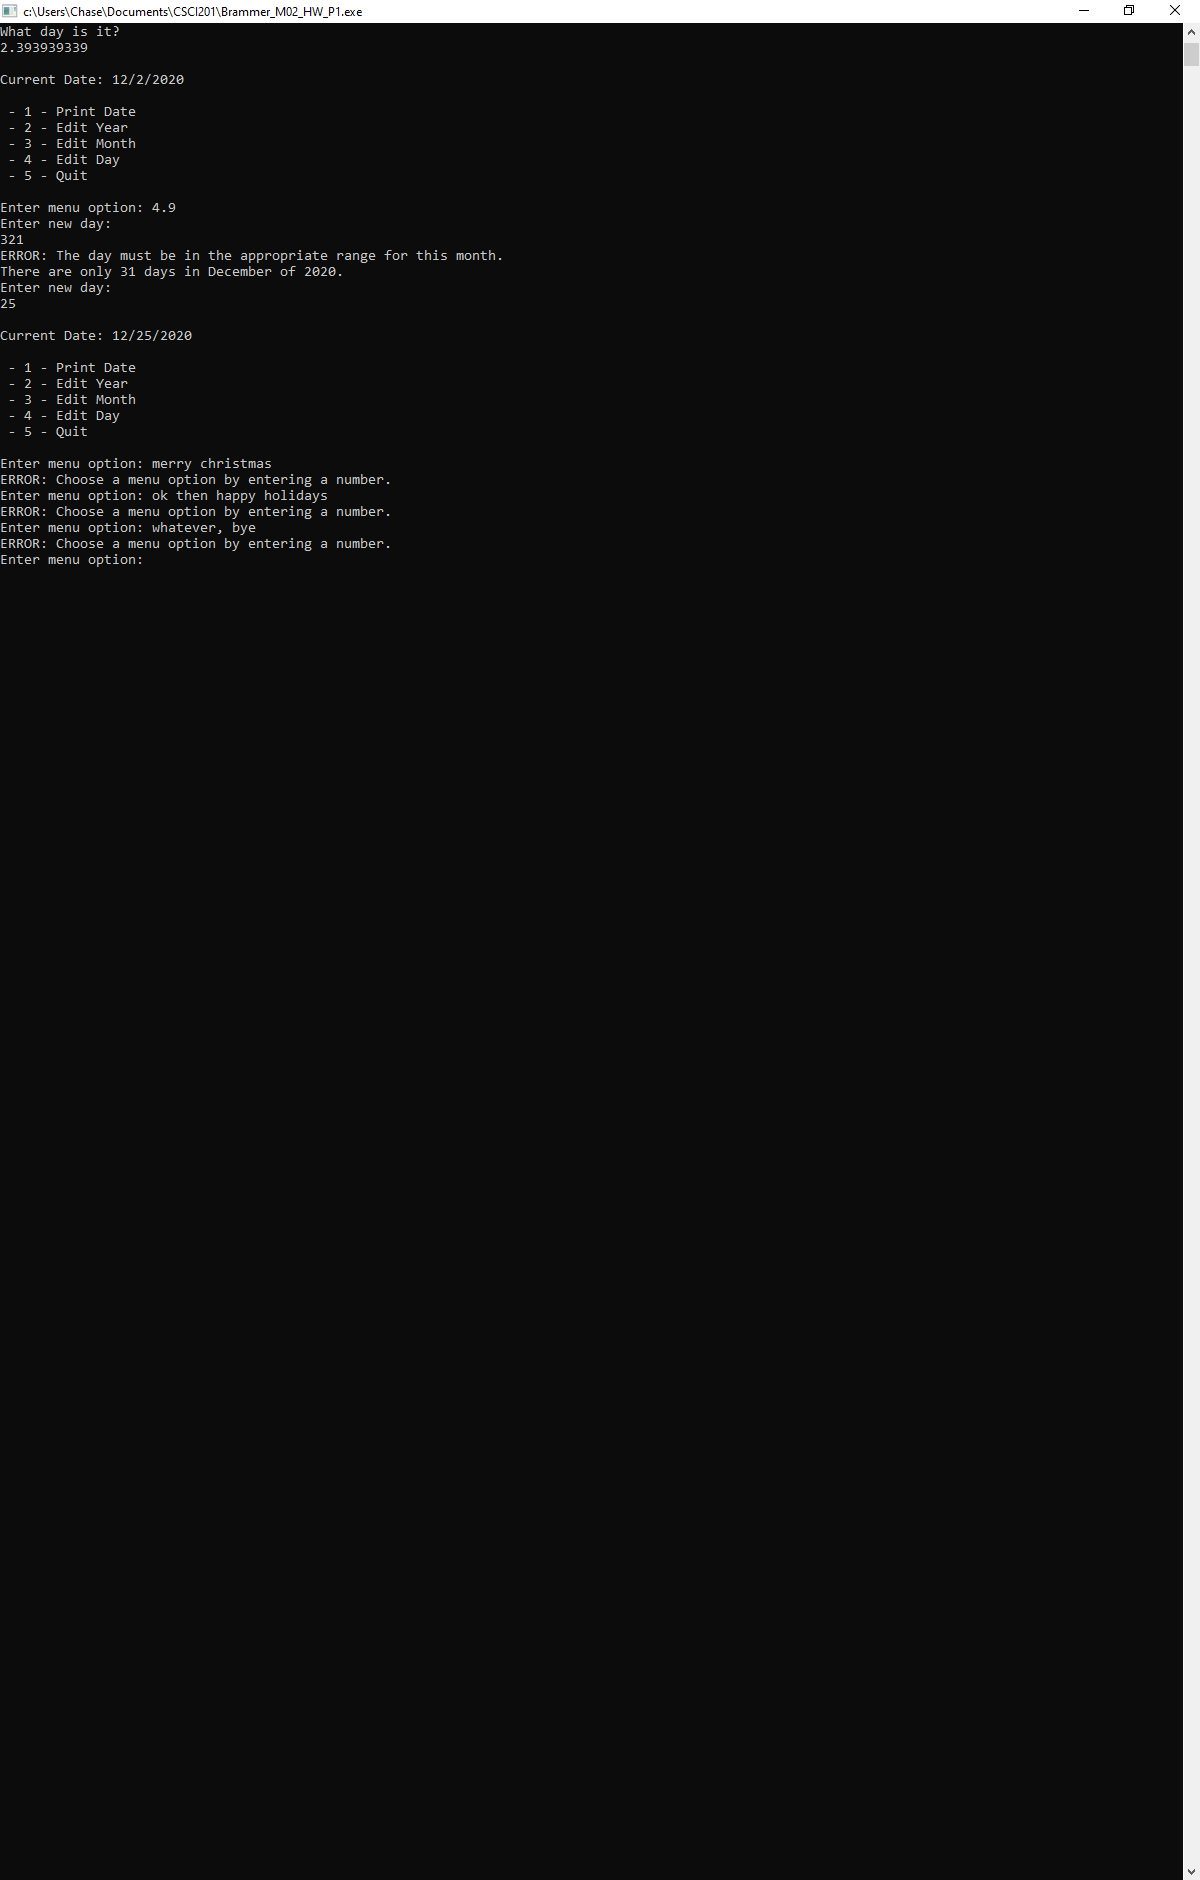 c:\Users\Chase\Documents\CSCI201\Brammer_M02_HW_P1.exe
What day is it?
2.393939339
Current Date: 12/2/2020
- 1 - Print Date
- 2 - Edit Year
- 3 - Edit Month
- 4 - Edit Day
- 5 - Quit
Enter menu option: 4.9
Enter new day:
321
ERROR: The day must be in the appropriate range for this month.
There are only 31 days in December of 2020.
Enter new day:
25
Current Date: 12/25/2020
- 1 - Print Date
- 2 - Edit Year
- 3 - Edit Month
- 4 - Edit Day
- 5 - Quit
Enter menu option: merry christmas
ERROR: Choose a menu option by entering a number.
Enter menu option: ok then happy holidays
ERROR: Choose a menu option by entering a number.
Enter menu option: whatever, bye
ERROR: Choose a menu option by entering a number.
Enter menu option: